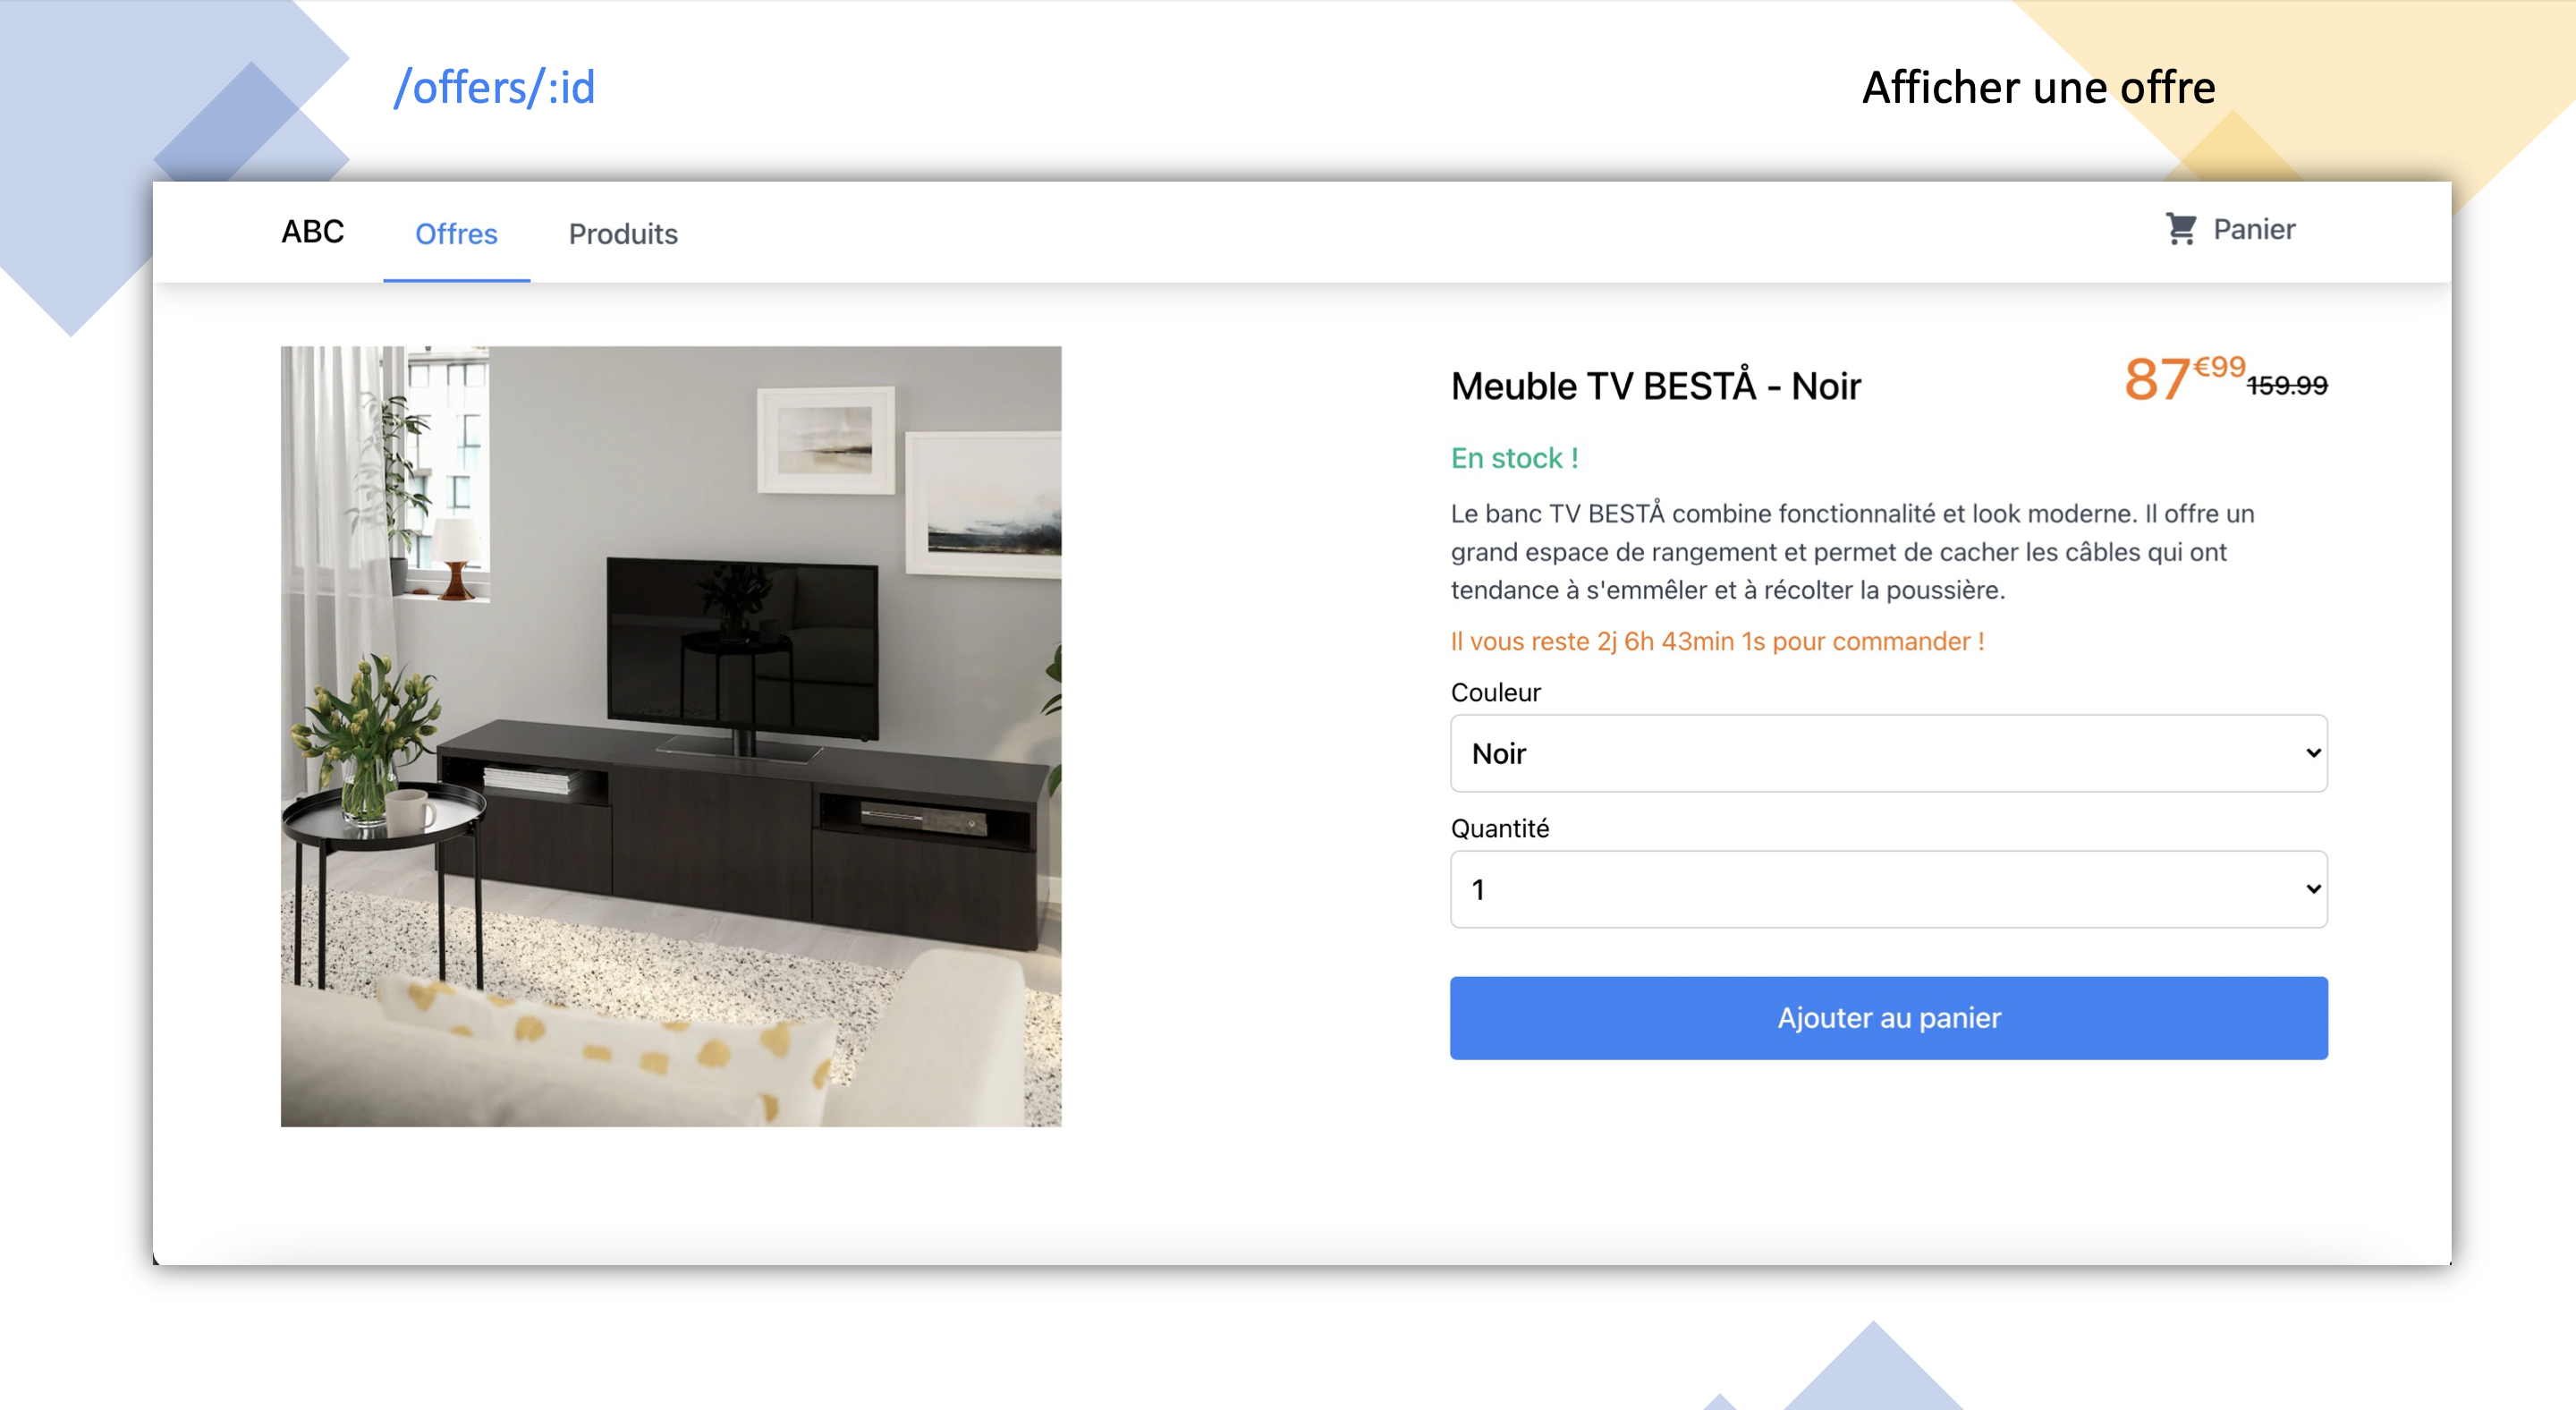 /offers/:id
Afficher une offre
ABC
Offres
Produits
Panier
Meuble TV BESTÅ - Noir
87€99
159.99
En stock !
Le banc TV BESTÅ combine fonctionnalité et look moderne. Il offre un
grand espace de rangement et permet de cacher les câbles qui ont
tendance à s'emmêler et à récolter la poussière.
Il vous reste 2j 6h 43min 1s pour commander !
Couleur
Noir
Quantité
1
Ajouter au panier